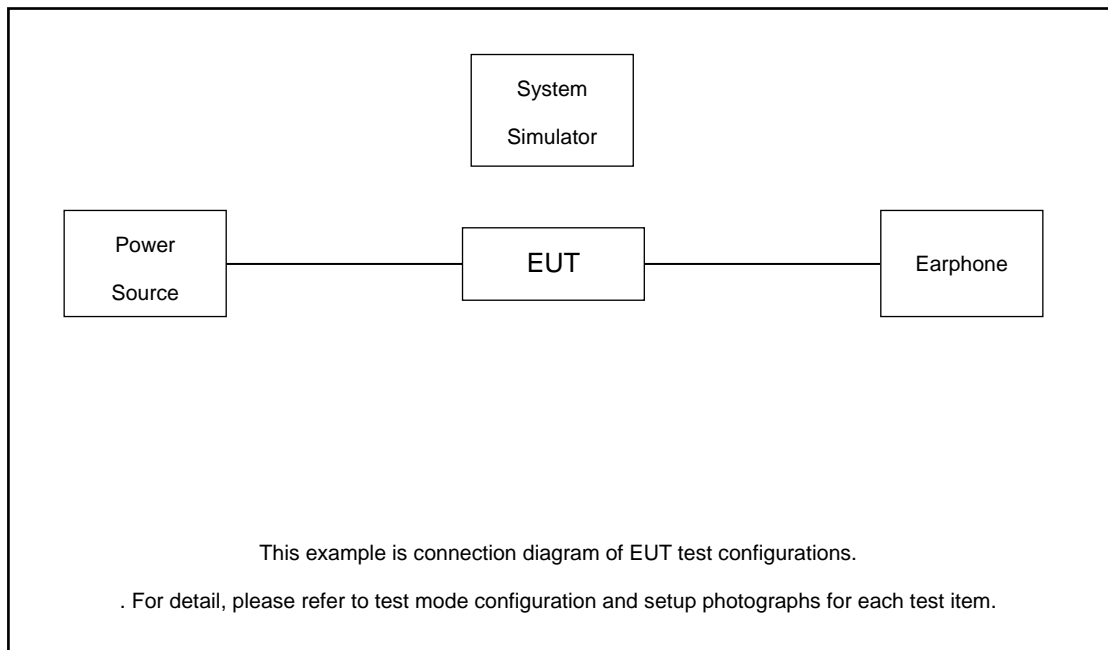 System
Simulator
Power
Source
EUT
Earphone
This example is connection diagram of EUT test configurations.
. For detail, please refer to test mode configuration and setup photographs for each test item.